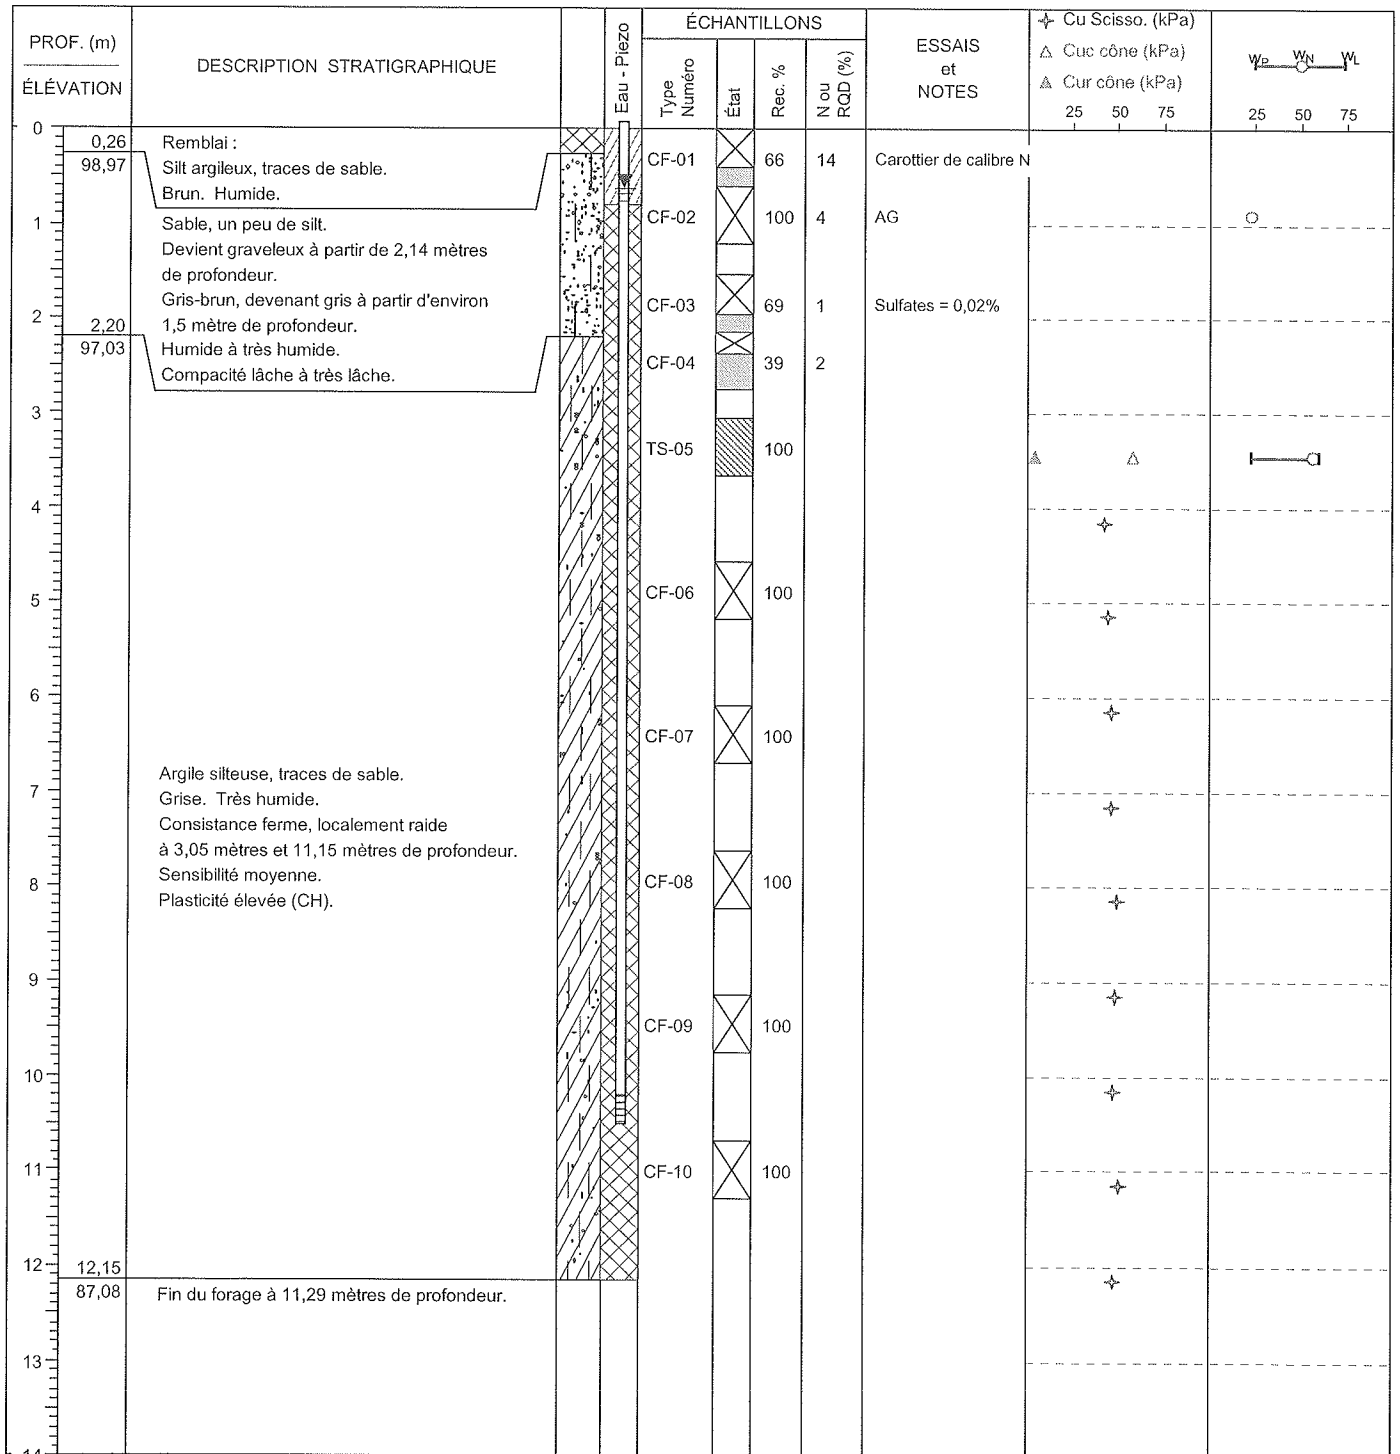 PROF. (m)
ÉLÉVATION
DESCRIPTION STRATIGRAPHIQUE
Eau - Piezo
ÉCHANTILLONS
Type
Numéro
État
Rec. %
N ou
RQD (%)
ESSAIS
et
NOTES
Cu Scisso. (kPa)
Cuc cône (kPa)
Cur cône (kPa)
25 50 75
WP WN WL
25 50 75
0
0,26
98,97
Remblai :
Silt argileux, traces de sable.
Brun. Humide.
CF-01 66 14 Carottier de calibre N
1
Sable, un peu de silt.
Devient graveleux à partir de 2,14 mètres
de profondeur.
Gris-brun, devenant gris à partir d'environ
1,5 mètre de profondeur.
Humide à très humide.
Compacité lâche à très lâche.
CF-02 100 4 AG
2
2,20
97,03
CF-03 69 1 Sulfates = 0,02%
CF-04 39 2
3
TS-05 100
4
5
CF-06 100
6
CF-07 100
7
Argile silteuse, traces de sable.
Grise. Très humide.
Consistance ferme, localement raide
à 3,05 mètres et 11,15 mètres de profondeur.
Sensibilité moyenne.
Plasticité élevée (CH).
8
CF-08 100
9
CF-09 100
10
11
CF-10 100
12
12,15
87,08
Fin du forage à 11,29 mètres de profondeur.
13
14